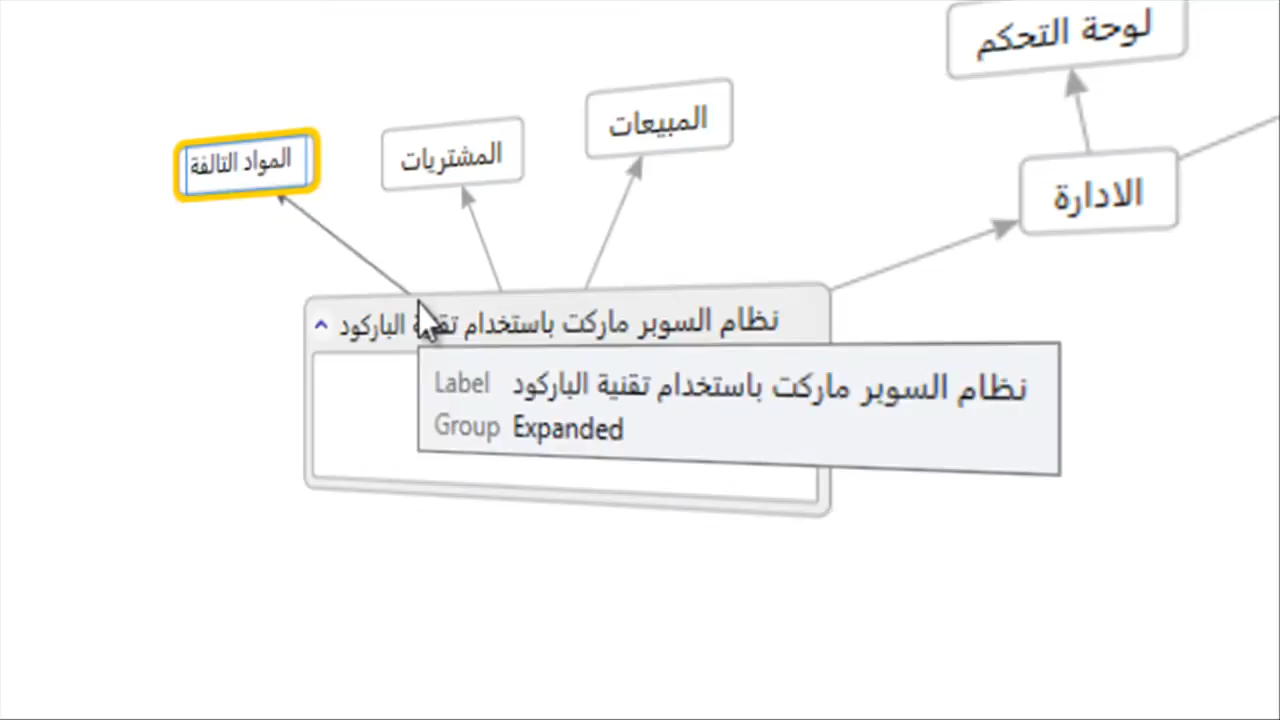 لوحة التحكم
المبيعات
المشتريات
المواد التالفة
الادارة
نظام السوبر ماركت باستخدام تقنية الباركود
Label نظام السوبر ماركت باستخدام تقنية الباركود
Group Expanded